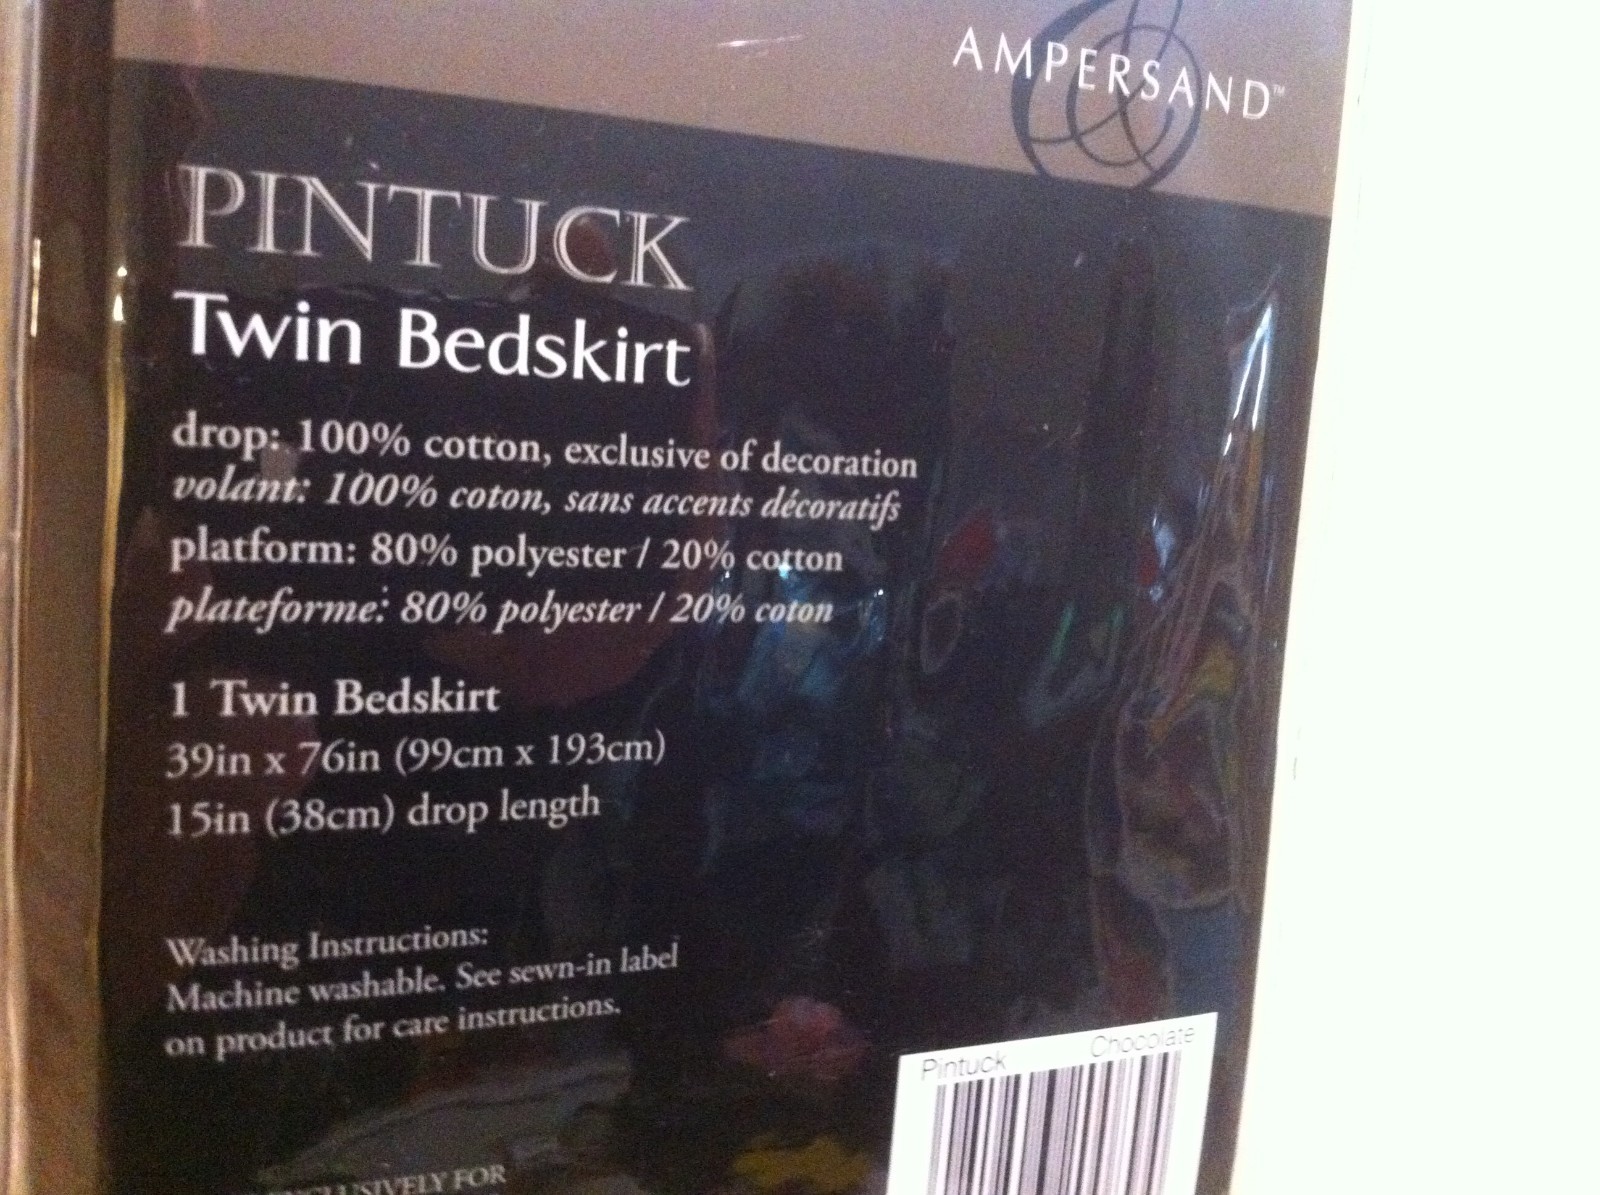 AMPERSAND™
PINTUCK
Twin Bedskirt
drop: 100% cotton, exclusive of decoration
volant: 100% coton, sans accents décoratifs
platform: 80% polyester / 20% cotton
plateforme: 80% polyester / 20% coton
1 Twin Bedskirt
39in x 76in (99cm x 193cm)
15in (38cm) drop length
Washing Instructions:
Machine washable. See sewn-in label
on product for care instructions.
Pintuck Chocolate
FOR